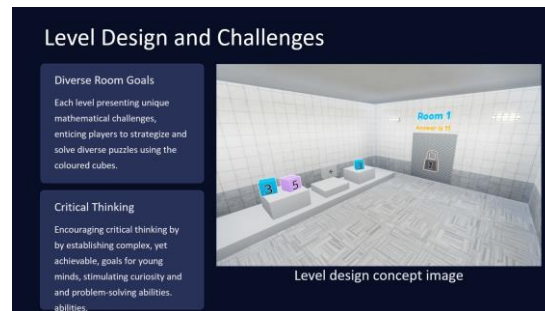 Level Design and Challenges
Diverse Room Goals
Each level presenting unique
mathematical challenges,
enticing players to strategize and
solve diverse puzzles using the
coloured cubes.
Critical Thinking
Encouraging critical thinking by
by establishing complex, yet
achievable, goals for young
minds, stimulating curiosity and
and problem-solving abilities.
abilities.
Room 1
3
5
Level design concept image